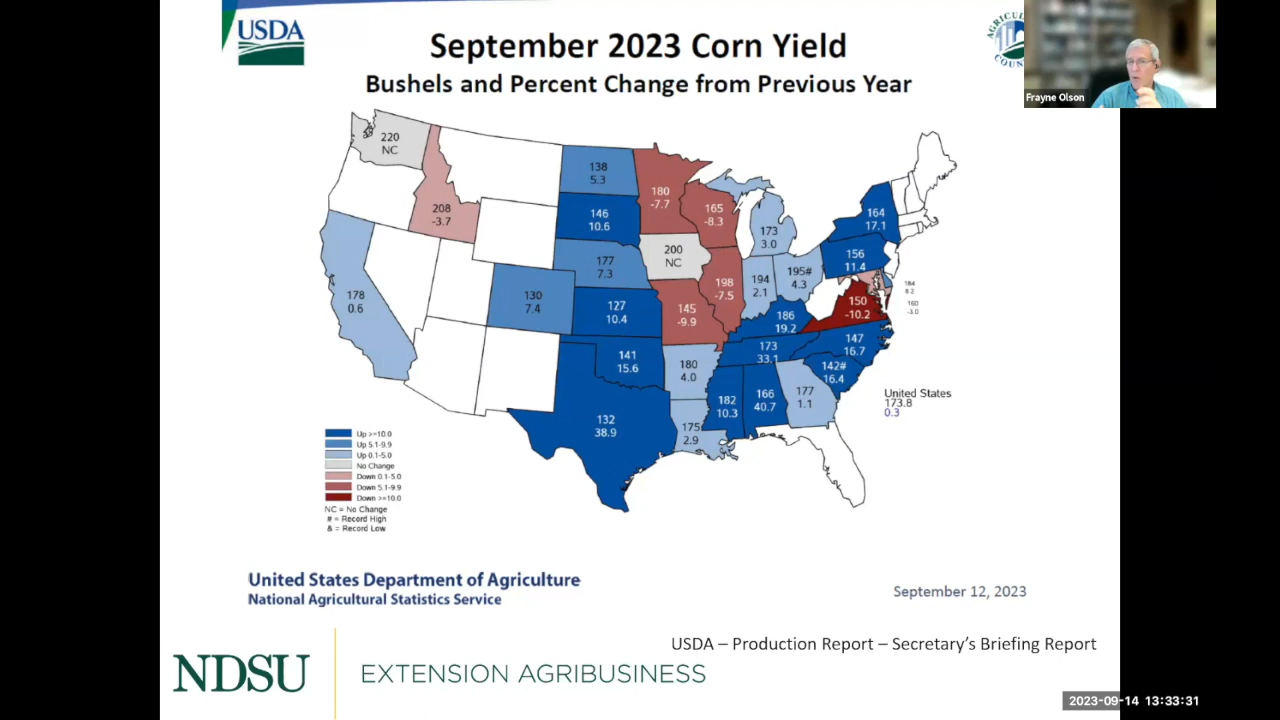 USDA
September 2023 Corn Yield
Bushels and Percent Change from Previous Year
AGRICUL
COUN
Frayne Olson
220
NC
208
-3.7
138
5.3
180
-7.7
165
-8.3
146
10.6
173
3.0
164
17.1
200
NC
177
7.3
156
11.4
178
0.6
130
7.4
198
-7.5
194
2.1
195#
4.3
184
8.2
160
-3.0
127
10.4
145
-9.9
186
19.2
150
-10.2
141
15.6
180
4.0
173
33.1
147
16.7
142#
16.4
132
38.9
175
2.9
182
10.3
166
40.7
177
1.1
United States
173.8
0.3
Up >=10.0
Up 5.1-9.9
Up 0.1-5.0
No Change
Down 0.1-5.0
Down 5.1-9.9
Down >=10.0
NC = No Change
# = Record High
& = Record Low
United States Department of Agriculture
National Agricultural Statistics Service
September 12, 2023
USDA – Production Report – Secretary's Briefing Report
NDSU
EXTENSION AGRIBUSINESS
2023-09-14 13:33:31